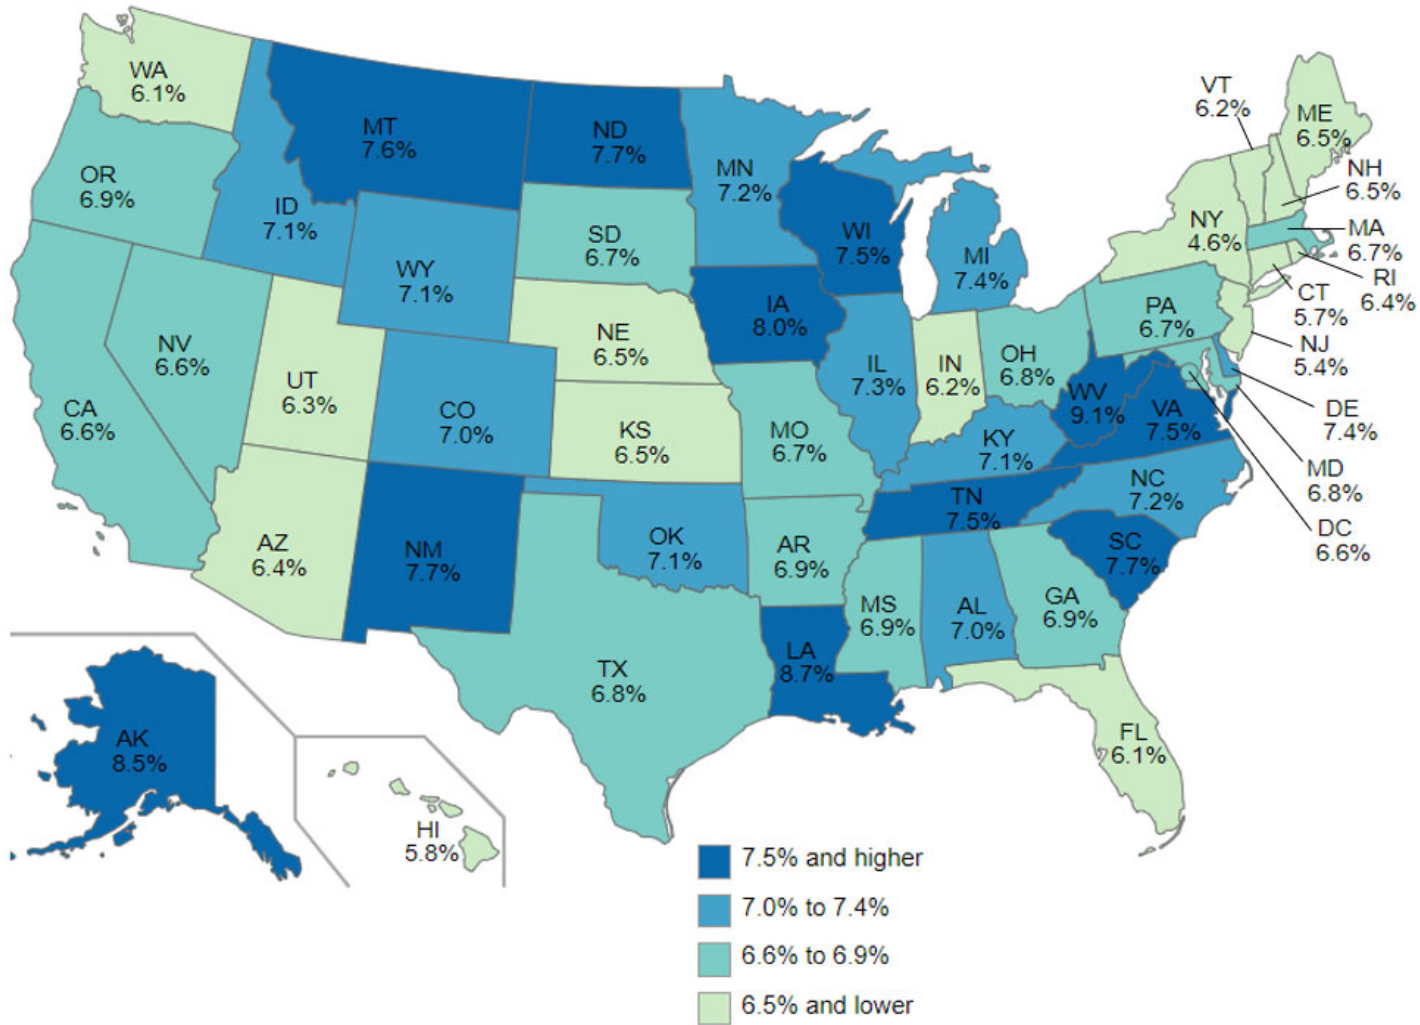 WA
6.1%
MT
7.6%
ND
7.7%
MN
7.2%
VT
6.2%
ME
6.5%
OR
6.9%
ID
7.1%
NH
6.5%
SD
6.7%
WI
7.5%
NY
4.6%
MA
6.7%
WY
7.1%
MI
7.4%
RI
6.4%
CT
5.7%
IA
8.0%
PA
6.7%
NV
6.6%
NE
6.5%
NJ
5.4%
UT
6.3%
IL
7.3%
IN
6.2%
OH
6.8%
CA
6.6%
CO
7.0%
WV
9.1%
VA
7.5%
DE
7.4%
KS
6.5%
MO
6.7%
KY
7.1%
MD
6.8%
NC
7.2%
TN
7.5%
DC
6.6%
AZ
6.4%
NM
7.7%
OK
7.1%
AR
6.9%
SC
7.7%
MS
6.9%
AL
7.0%
GA
6.9%
LA
8.7%
TX
6.8%
FL
6.1%
AK
8.5%
HI
5.8%
7.5% and higher
7.0% to 7.4%
6.6% to 6.9%
6.5% and lower